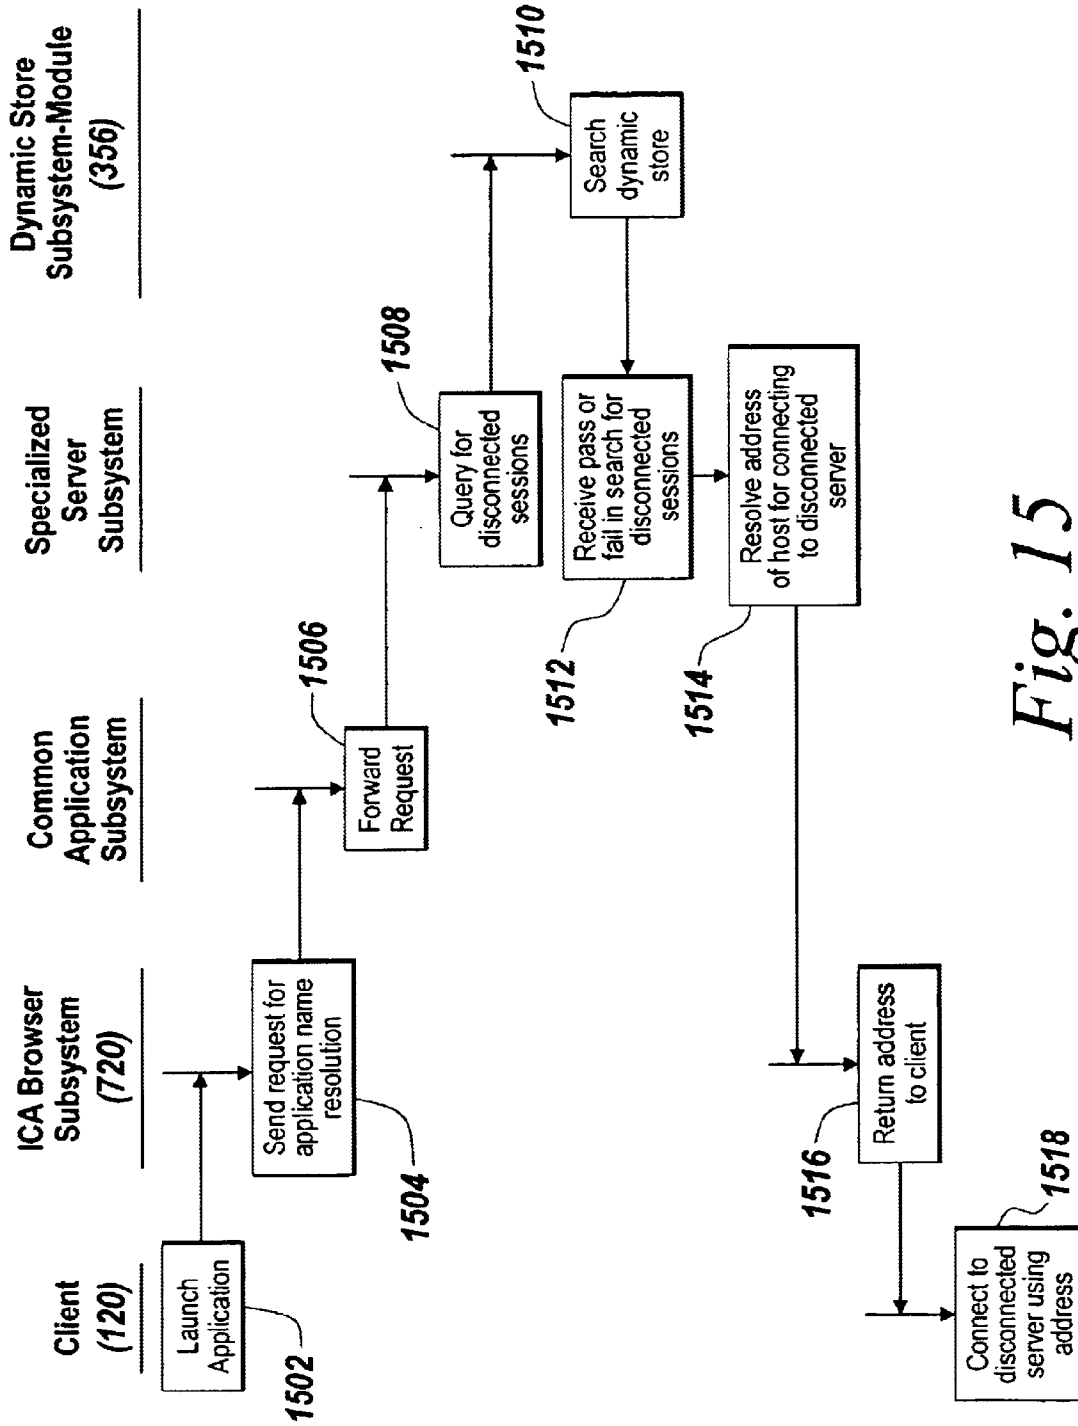 Client
(120)
ICA Browser
Subsystem
(720)
Common
Application
Subsystem
Specialized
Server
Subsystem
Dynamic Store
Subsystem-Module
(356)
Launch
Application
1502
Send request for
application name
resolution
1504
Forward
Request
1506
Query for
disconnected
sessions
1508
Search
dynamic
store
1510
Receive pass or
fail in search for
disconnected
sessions
1512
Resolve address
of host for connecting
to disconnected
server
1514
Return address
to client
1516
Connect to
disconnected
server using
address
1518
Fig. 15